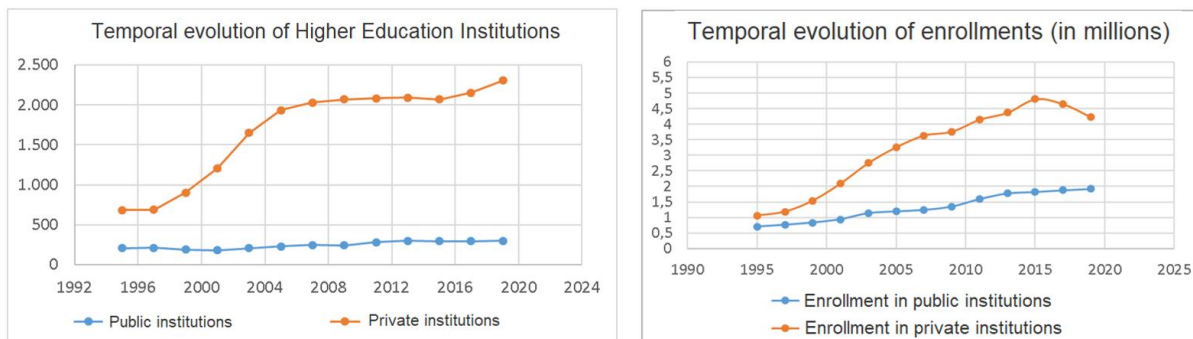 Temporal evolution of Higher Education Institutions
2.500
2.000
1.500
1.000
500
0
1992 1996 2000 2004 2008 2012 2016 2020 2024
Public institutions Private institutions
Temporal evolution of enrollments (in millions)
6
5,5
5
4,5
4
3,5
3
2,5
2
1,5
1
0,5
0
1990 1995 2000 2005 2010 2015 2020 2025
Enrollment in public institutions
Enrollment in private institutions